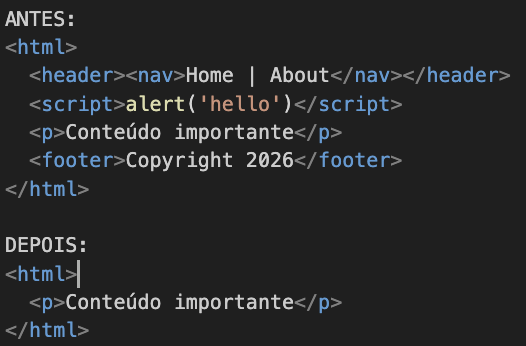 ANTES:
<html>
  <header><nav>Home | About</nav></header>
  <script>alert('hello')</script>
  <p>Conteúdo importante</p>
  <footer>Copyright 2026</footer>
</html>

DEPOIS:
<html>
  <p>Conteúdo importante</p>
</html>